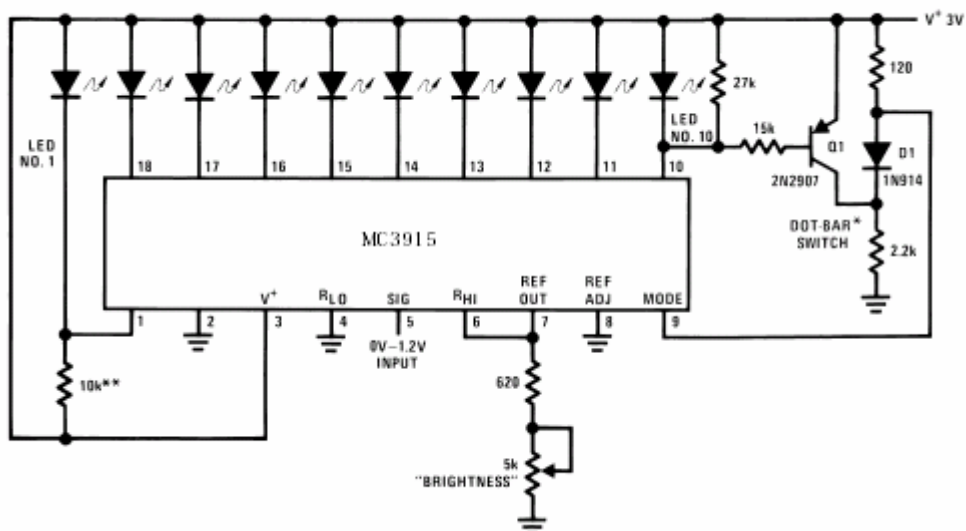 V+ 3V
120
27k
LED
NO. 1
LED
NO. 10
15k
Q1
D1
2N2907
1N914
18
17
16
15
14
13
12
11
10
DOT-BAR*
SWITCH
2.2k
MC3915
V+
RLO
SIG
RHI
REF
OUT
REF
ADJ
MODE
1
2
3
4
5
6
7
8
9
0V–1.2V
INPUT
10k**
620
5k
"BRIGHTNESS"